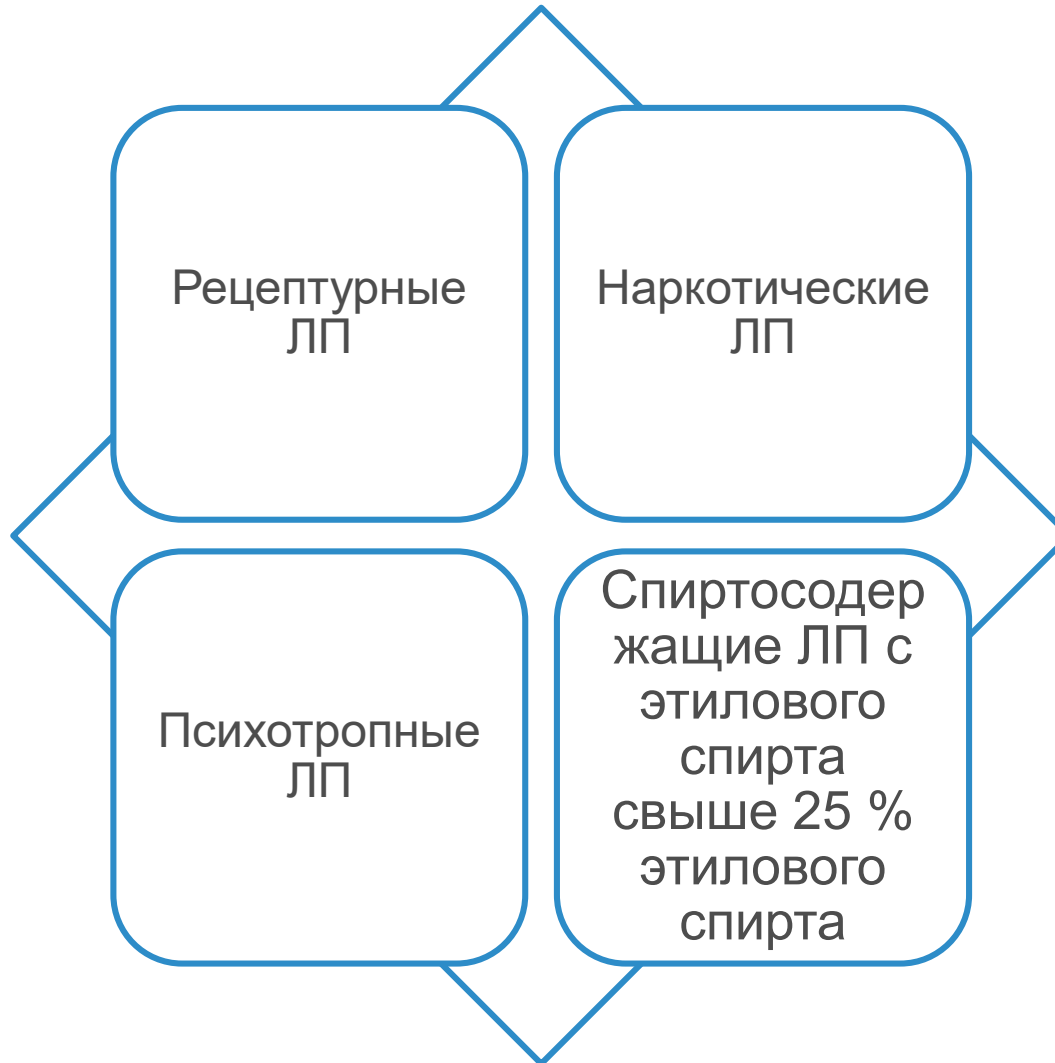 Рецептурные
ЛП
Наркотические
ЛП
Психотропные
ЛП
Спиртосодер
жащие ЛП с
этилового
спирта
свыше 25 %
этилового
спирта